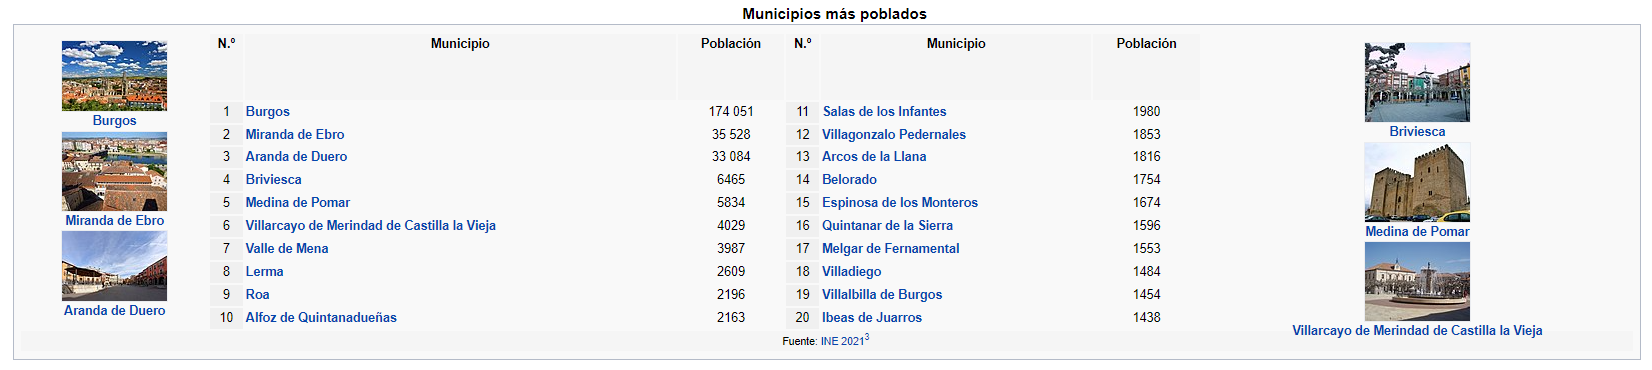 Municipios más poblados
N.º Municipio Población N.º Municipio Población
1 Burgos 174 051 11 Salas de los Infantes 1980
2 Miranda de Ebro 35 528 12 Villagonzalo Pedernales 1853
3 Aranda de Duero 33 084 13 Arcos de la Llana 1816
4 Briviesca 6465 14 Belorado 1754
5 Medina de Pomar 5834 15 Espinosa de los Monteros 1674
6 Villarcayo de Merindad de Castilla la Vieja 4029 16 Quintanar de la Sierra 1596
7 Valle de Mena 3987 17 Melgar de Fernamental 1553
8 Lerma 2609 18 Villadiego 1484
9 Roa 2196 19 Villalbilla de Burgos 1454
10 Alfoz de Quintanadueñas 2163 20 Ibeas de Juarros 1438
Burgos
Miranda de Ebro
Aranda de Duero
Briviesca
Medina de Pomar
Villarcayo de Merindad de Castilla la Vieja
Fuente: INE 2021³